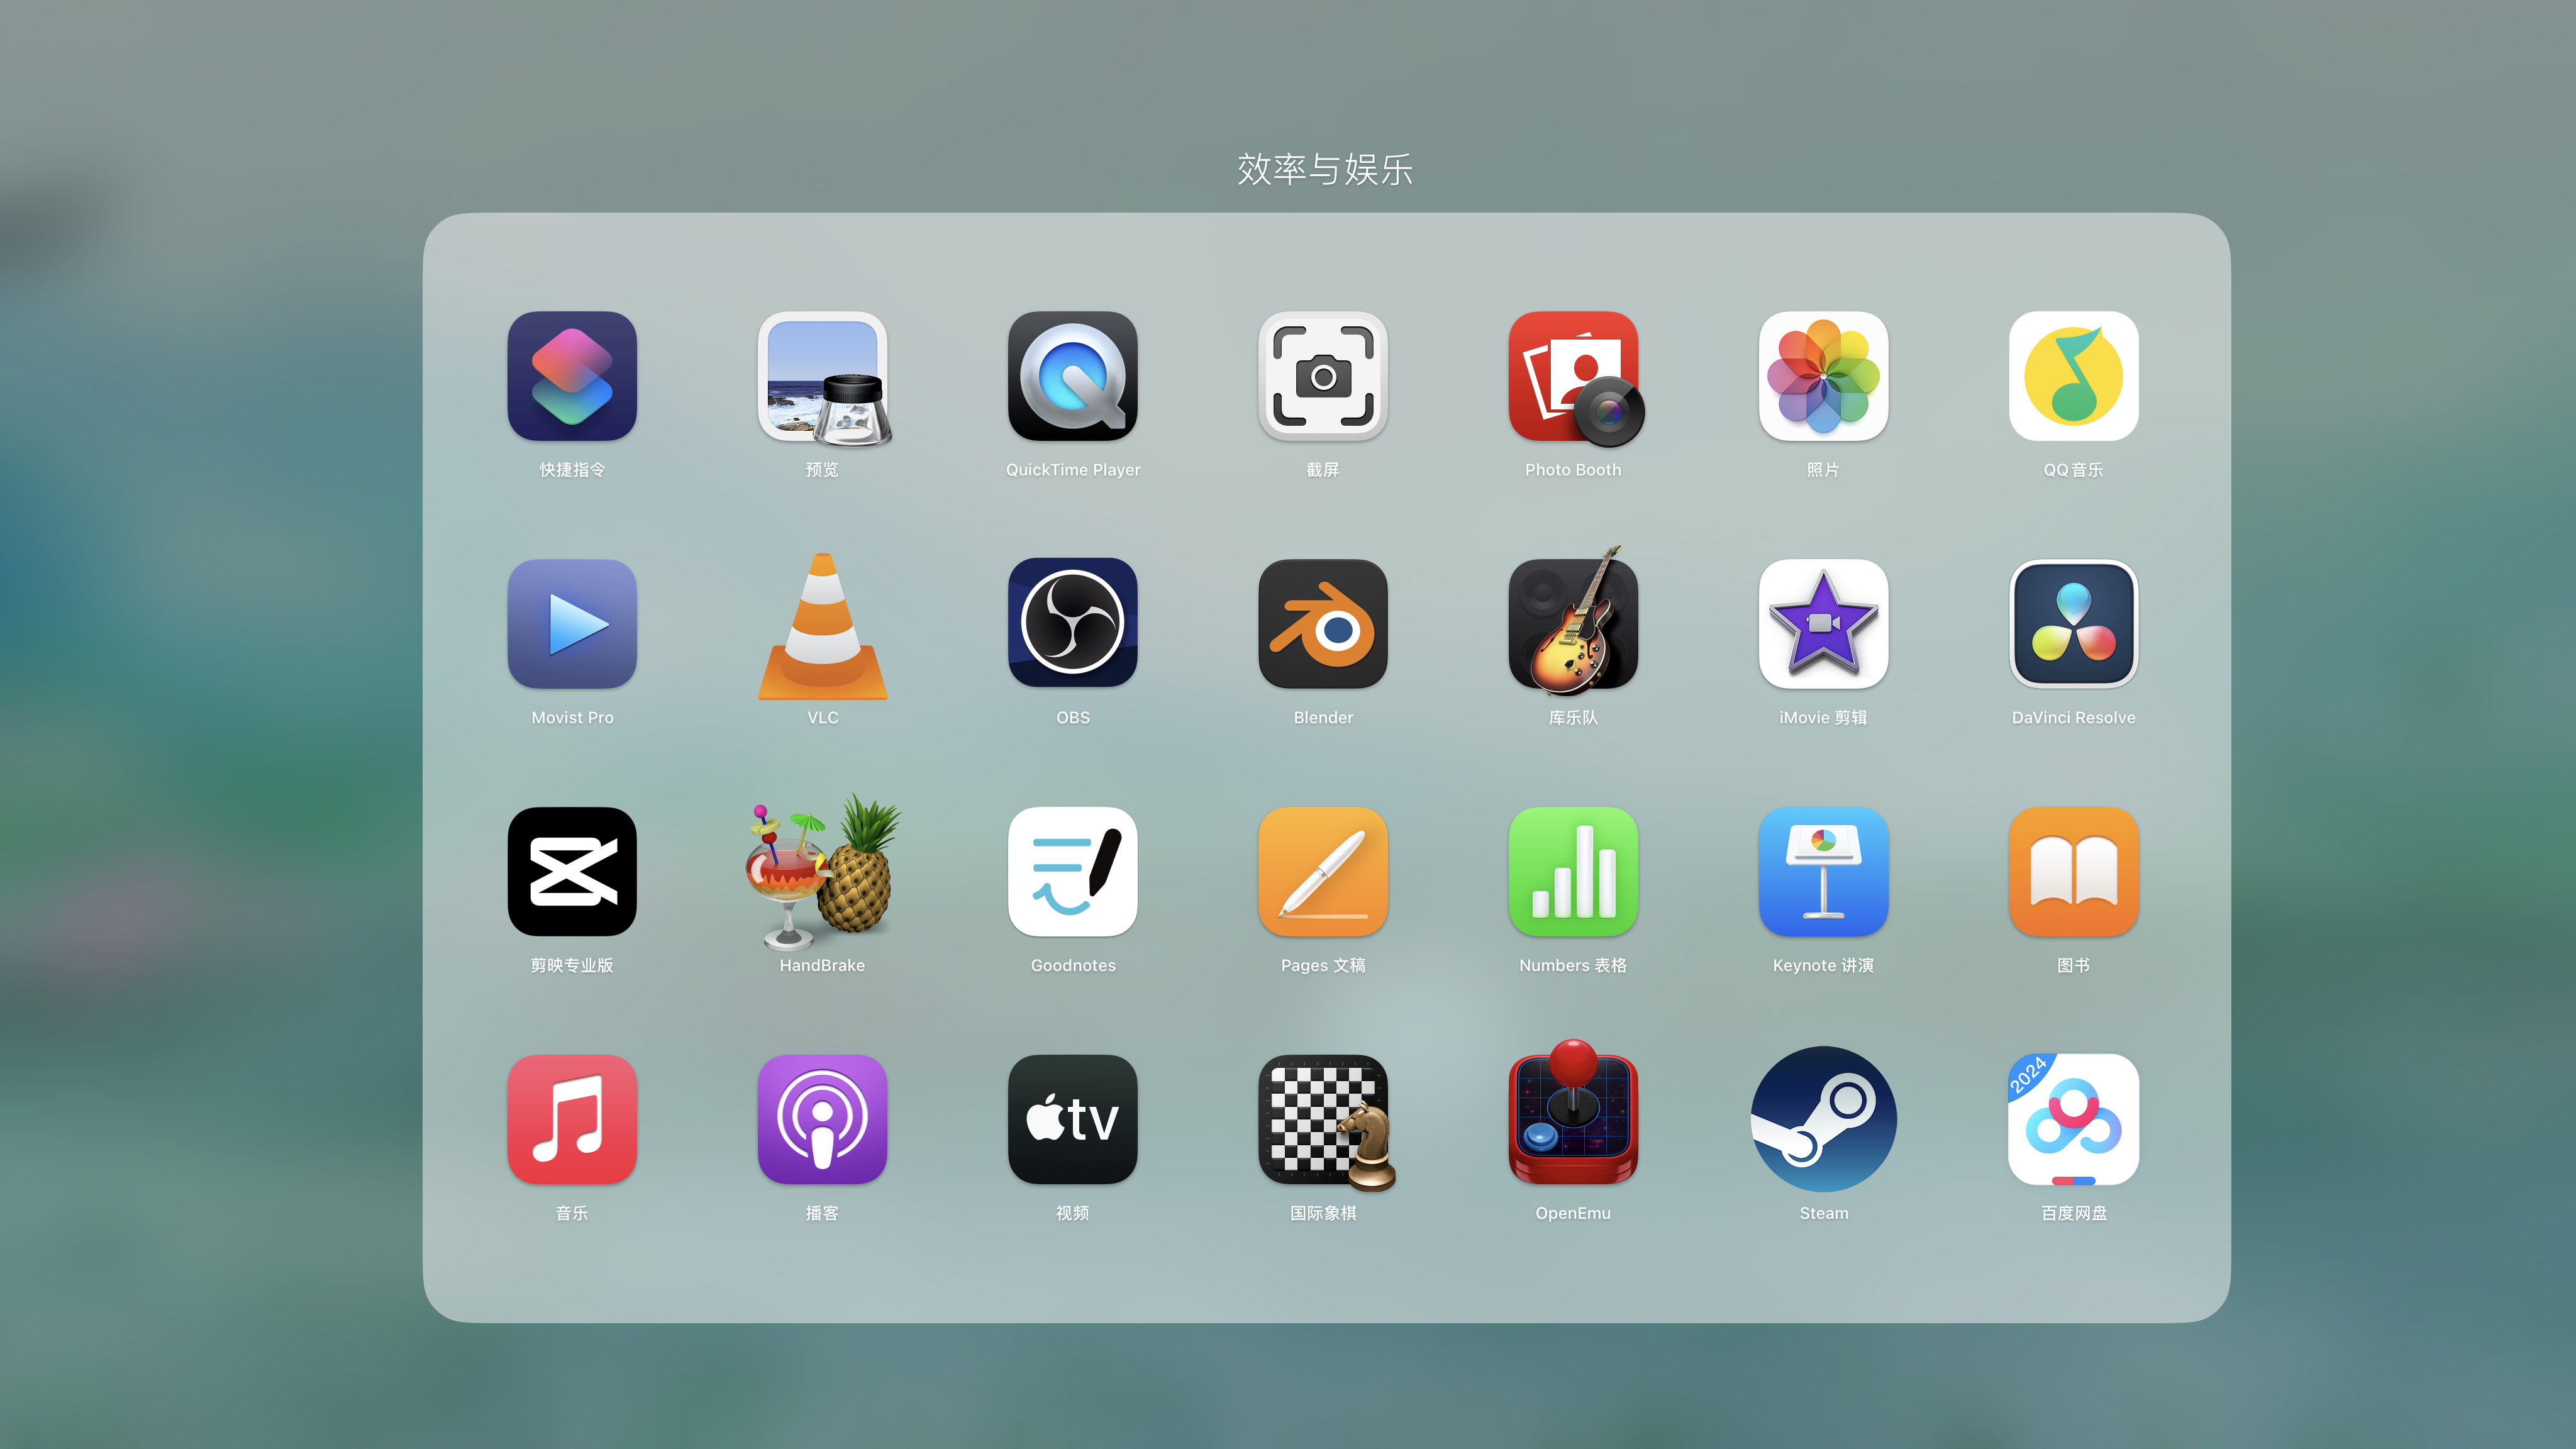 效率与娱乐
快捷指令
预览
QuickTime Player
截屏
Photo Booth
照片
QQ音乐
Movist Pro
VLC
OBS
Blender
库乐队
iMovie 剪辑
DaVinci Resolve
剪映专业版
HandBrake
Goodnotes
Pages 文稿
Numbers 表格
Keynote 讲演
图书
tv
2024
音乐
播客
视频
国际象棋
OpenEmu
Steam
百度网盘